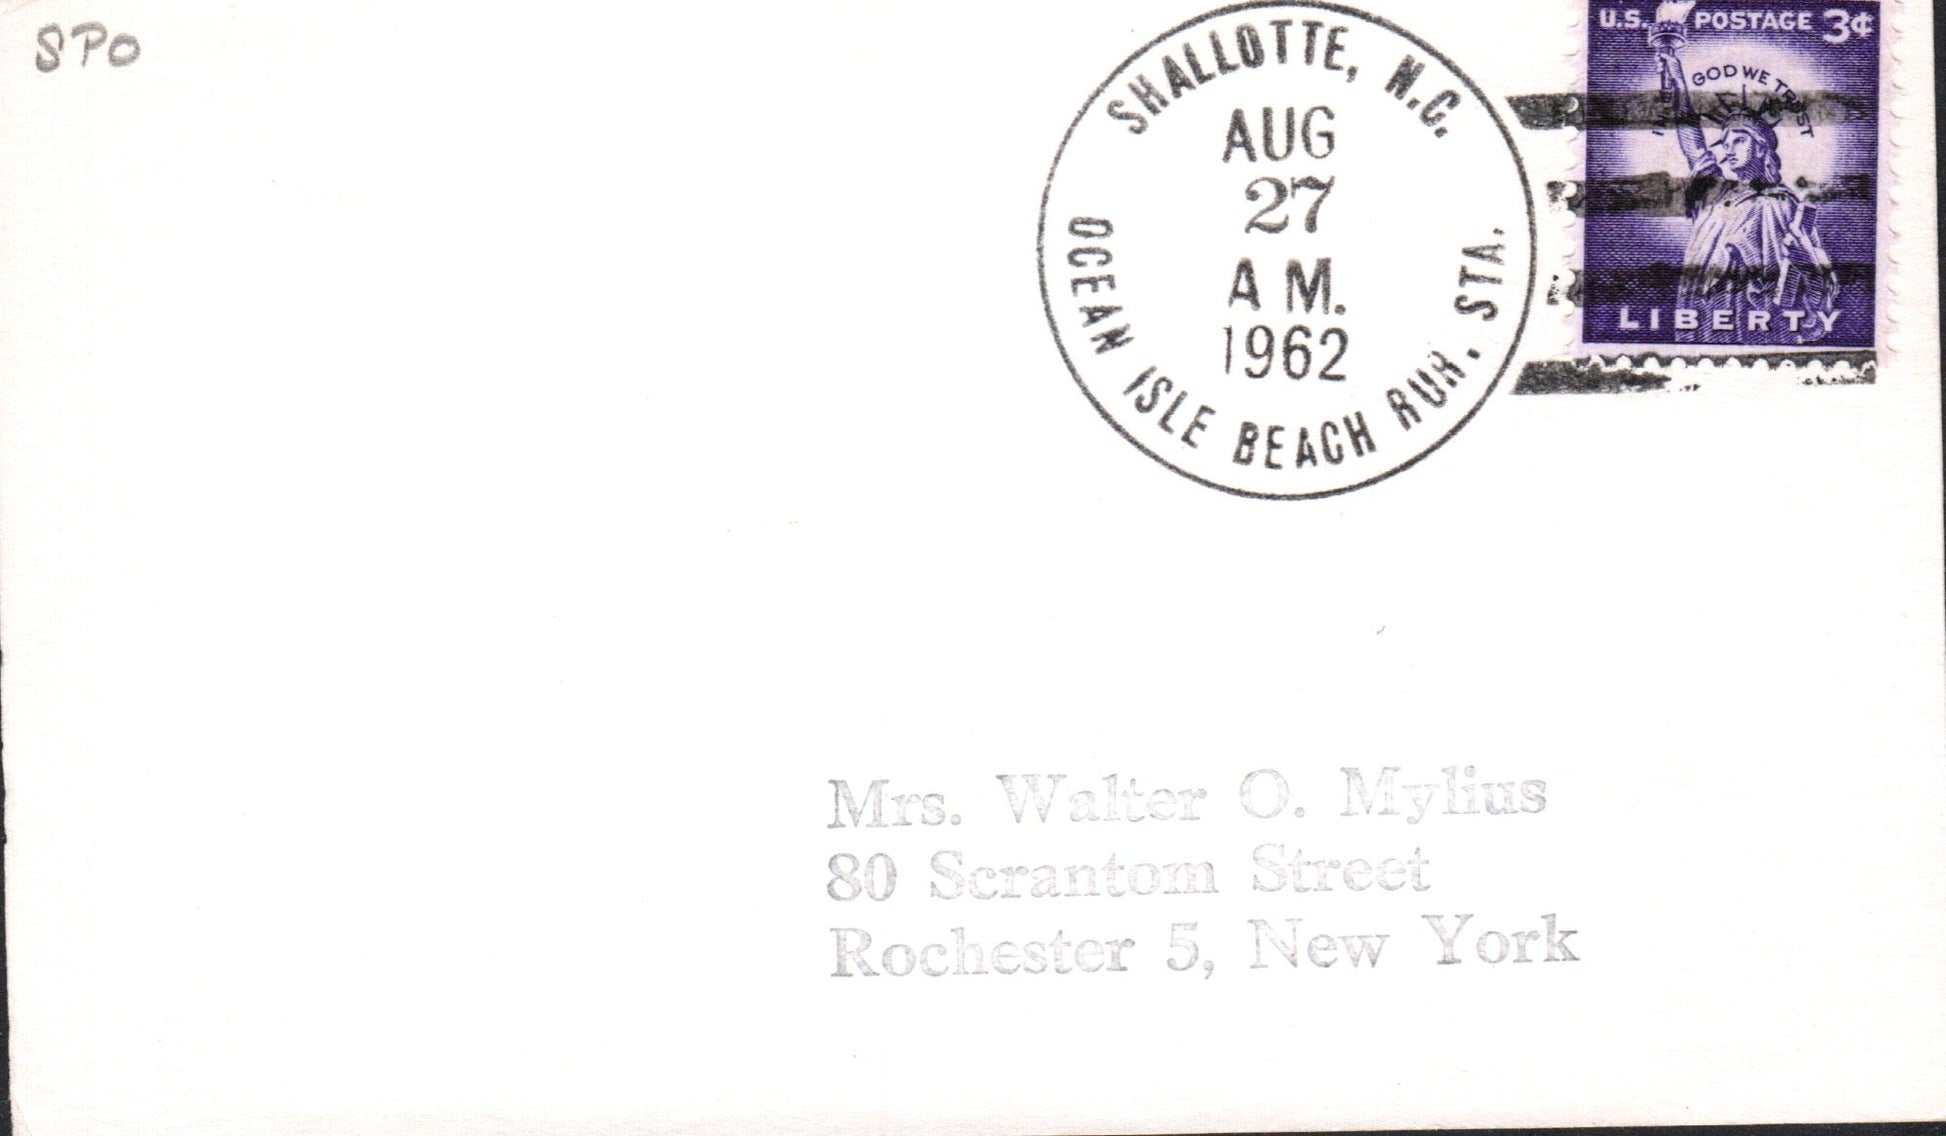 SPO
SHALLOTTE, N.C.
AUG
27
A M.
1962
OCEAN ISLE BEACH RUR. STA.
U.S. POSTAGE 3¢
IN GOD WE TRUST
LIBERTY
Mrs. Walter O. Mylius
80 Scrantom Street
Rochester 5, New York